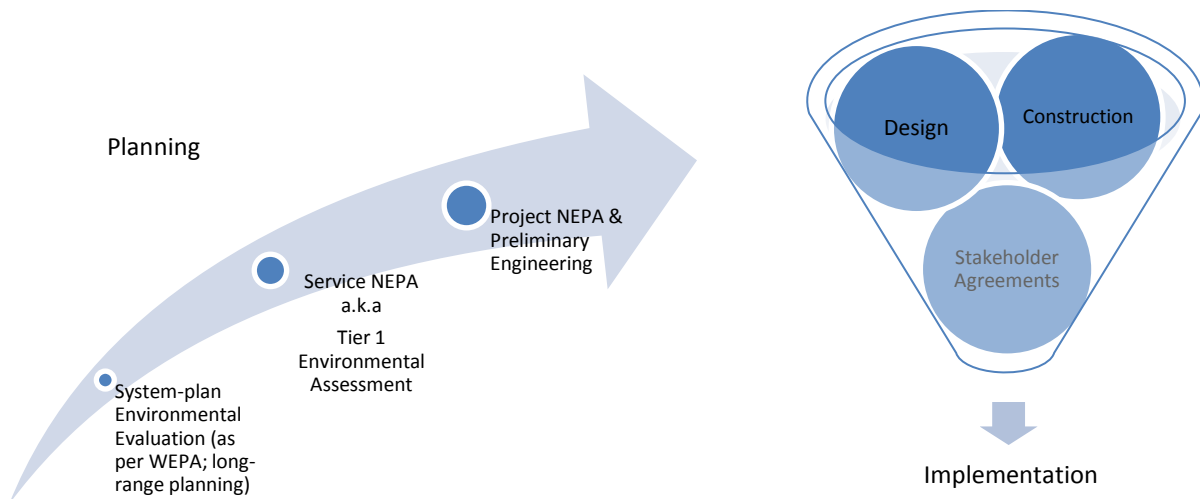 Planning
System-plan
Environmental
Evaluation (as
per WEPA; long-
range planning)
Service NEPA
a.k.a
Tier 1
Environmental
Assessment
Project NEPA &
Preliminary
Engineering
Design
Construction
Stakeholder
Agreements
Implementation